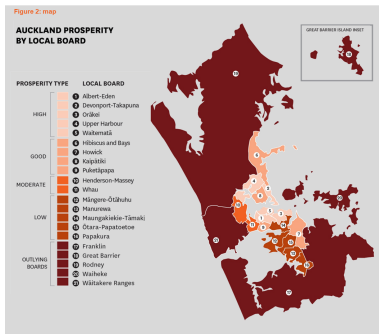 Figure 2: map
AUCKLAND PROSPERITY
BY LOCAL BOARD
GREAT BARRIER ISLAND INSET
PROSPERITY TYPE LOCAL BOARD
HIGH
1 Albert-Eden
2 Devonport-Takapuna
3 Ōrākei
4 Upper Harbour
5 Waitematā
GOOD
6 Hibiscus and Bays
7 Howick
8 Kaipātiki
9 Puketāpapa
MODERATE
10 Henderson-Massey
11 Whau
LOW
12 Māngere-Ōtāhuhu
13 Manurewa
14 Maungakiekie-Tāmaki
15 Ōtara-Papatoetoe
16 Papakura
OUTLYING
BOARDS
17 Franklin
18 Great Barrier
19 Rodney
20 Waiheke
21 Waitākere Ranges